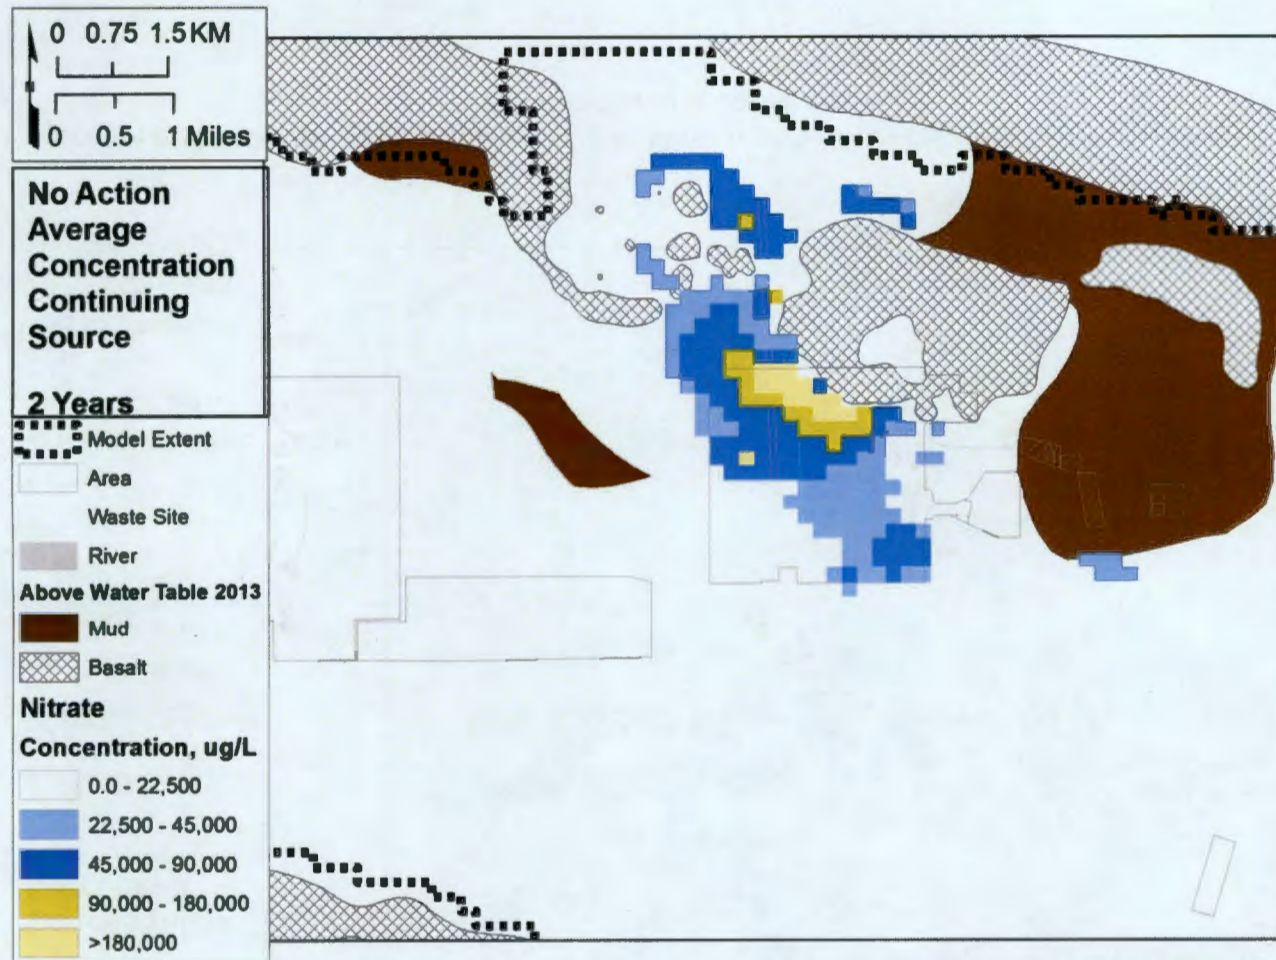 0 0.75 1.5KM
0 0.5 1 Miles
No Action
Average
Concentration
Continuing
Source
2 Years
Model Extent
Area
Waste Site
River
Above Water Table 2013
Mud
Basalt
Nitrate
Concentration, ug/L
0.0 - 22,500
22,500 - 45,000
45,000 - 90,000
90,000 - 180,000
>180,000